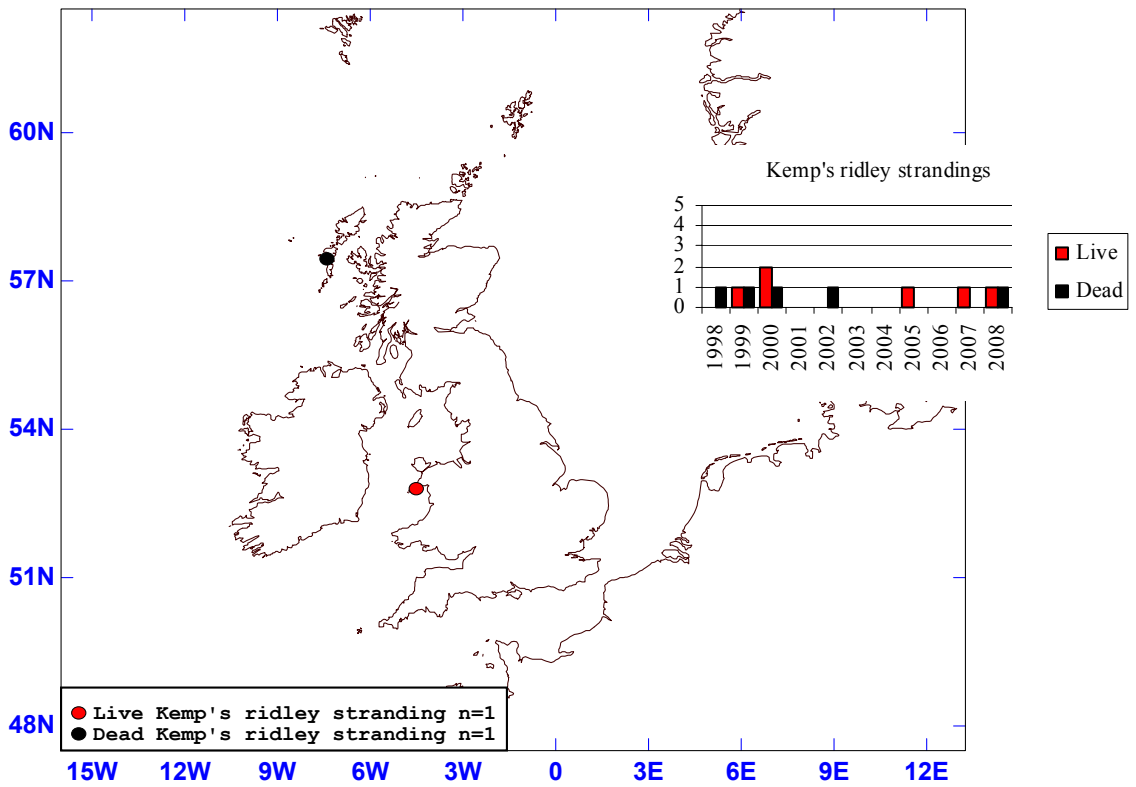 60N
57N
54N
51N
48N
15W 12W 9W 6W 3W 0 3E 6E 9E 12E
Kemp's ridley strandings
5
4
3
2
1
0
1998
1999
2000
2001
2002
2003
2004
2005
2006
2007
2008
Live
Dead
Live Kemp's ridley stranding n=1
Dead Kemp's ridley stranding n=1